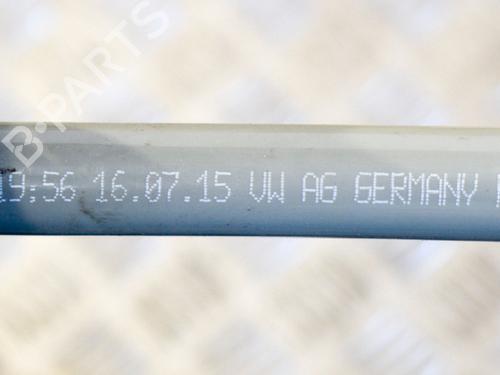 B-PARTS
19:56 16.07.15 VW AG GERMANY